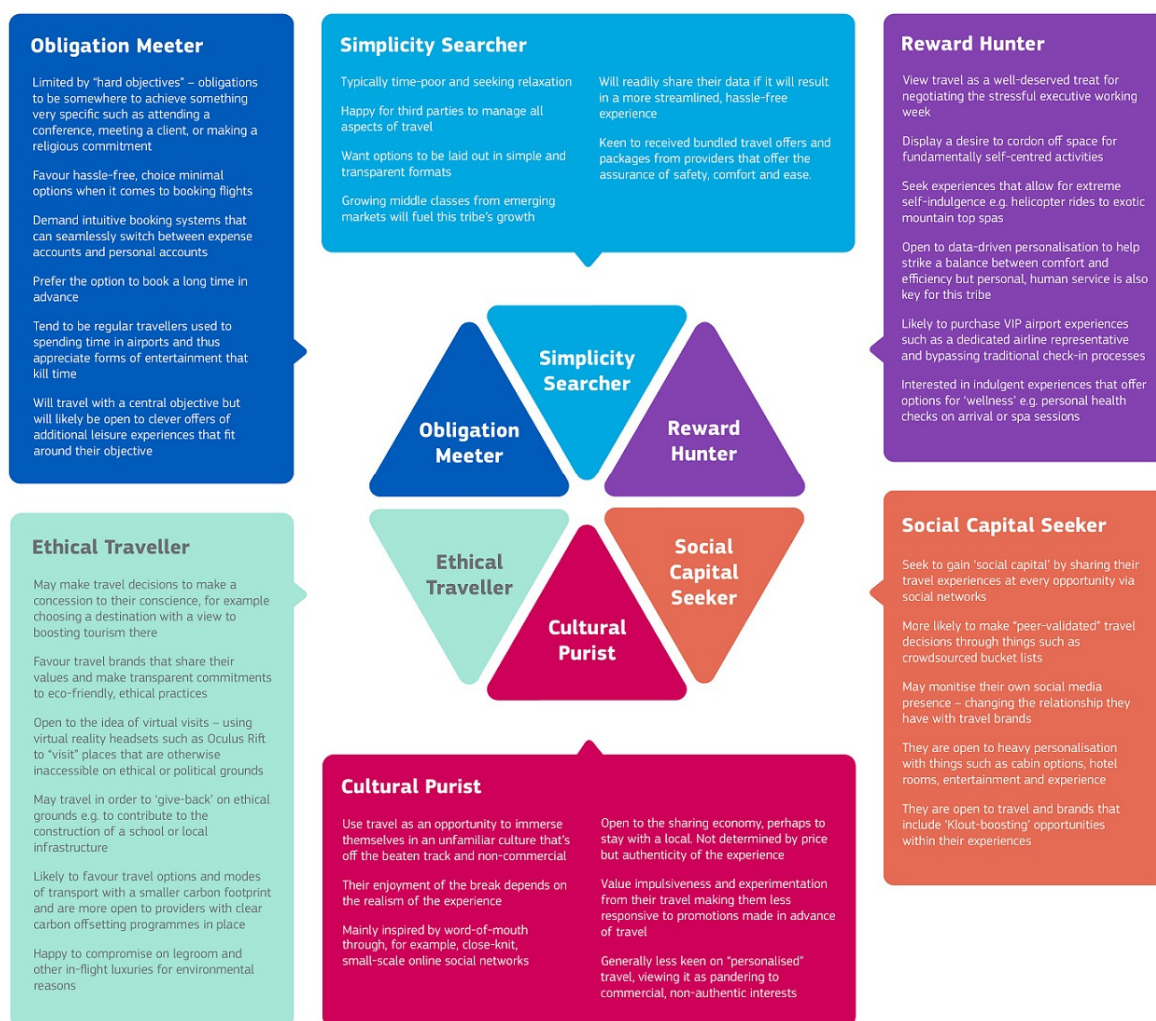 Obligation Meeter
Limited by “hard objectives” – obligations
to be somewhere to achieve something
very specific such as attending a
conference, meeting a client, or making a
religious commitment
Favour hassle-free, choice minimal
options when it comes to booking flights
Demand intuitive booking systems that
can seamlessly switch between expense
accounts and personal accounts
Prefer the option to book a long time in
advance
Tend to be regular travellers used to
spending time in airports and thus
appreciate forms of entertainment that
kill time
Will travel with a central objective but
will likely be open to clever offers of
additional leisure experiences that fit
around their objective
Simplicity Searcher
Typically time-poor and seeking relaxation
Happy for third parties to manage all
aspects of travel
Want options to be laid out in simple and
transparent formats
Growing middle classes from emerging
markets will fuel this tribe’s growth
Will readily share their data if it will result
in a more streamlined, hassle-free
experience
Keen to received bundled travel offers and
packages from providers that offer the
assurance of safety, comfort and ease.
Reward Hunter
View travel as a well-deserved treat for
negotiating the stressful executive working
week
Display a desire to cordon off space for
fundamentally self-centred activities
Seek experiences that allow for extreme
self-indulgence e.g. helicopter rides to exotic
mountain top spas
Open to data-driven personalisation to help
strike a balance between comfort and
efficiency but personal, human service is also
key for this tribe
Likely to purchase VIP airport experiences
such as a dedicated airline representative
and bypassing traditional check-in processes
Interested in indulgent experiences that offer
options for ‘wellness’ e.g. personal health
checks on arrival or spa sessions
Simplicity
Searcher
Obligation
Meeter
Reward
Hunter
Ethical
Traveller
Social
Capital
Seeker
Cultural
Purist
Ethical Traveller
May make travel decisions to make a
concession to their conscience, for example
choosing a destination with a view to
boosting tourism there
Favour travel brands that share their
values and make transparent commitments
to eco-friendly, ethical practices
Open to the idea of virtual visits – using
virtual reality headsets such as Oculus Rift
to “visit” places that are otherwise
inaccessible on ethical or political grounds
May travel in order to ‘give-back’ on ethical
grounds e.g. to contribute to the
construction of a school or local
infrastructure
Likely to favour travel options and modes
of transport with a smaller carbon footprint
and are more open to providers with clear
carbon offsetting programmes in place
Happy to compromise on legroom and
other in-flight luxuries for environmental
reasons
Cultural Purist
Use travel as an opportunity to immerse
themselves in an unfamiliar culture that’s
off the beaten track and non-commercial
Their enjoyment of the break depends on
the realism of the experience
Mainly inspired by word-of-mouth
through, for example, close-knit,
small-scale online social networks
Open to the sharing economy, perhaps to
stay with a local. Not determined by price
but authenticity of the experience
Value impulsiveness and experimentation
from their travel making them less
responsive to promotions made in advance
of travel
Generally less keen on “personalised”
travel, viewing it as pandering to
commercial, non-authentic interests
Social Capital Seeker
Seek to gain ‘social capital’ by sharing their
travel experiences at every opportunity via
social networks
More likely to make “peer-validated” travel
decisions through things such as
crowdsourced bucket lists
May monitise their own social media
presence – changing the relationship they
have with travel brands
They are open to heavy personalisation
with things such as cabin options, hotel
rooms, entertainment and experience
They are open to travel and brands that
include ‘Klout-boosting’ opportunities
within their experiences